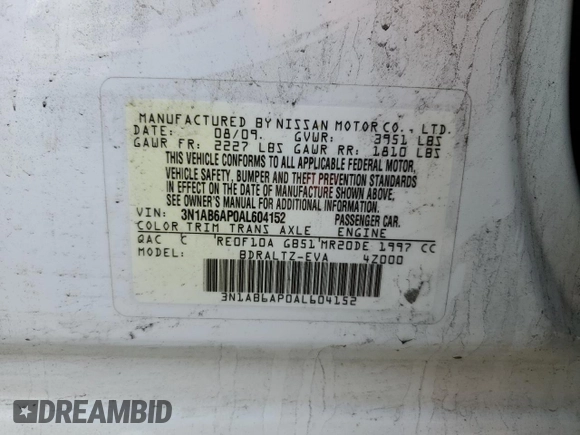 MANUFACTURED BY NISSAN MOTOR CO., LTD.
DATE: 08/09. GVWR: 3951 LBS
GAWR FR: 2227 LBS GAWR RR: 1810 LBS
THIS VEHICLE CONFORMS TO ALL APPLICABLE FEDERAL MOTOR
VEHICLE SAFETY, BUMPER AND THEFT PREVENTION STANDARDS
IN EFFECT ON THE DATE OF MANUFACTURE SHOWN ABOVE.
SEE OWNER'S MANUAL FOR ADDITIONAL INFORMATION
VIN: 3N1AB6AP0AL604152 PASSENGER CAR.
COLOR TRIM TRANS AXLE ENGINE
QAC C RE0F10A GB51 MR20DE 1997 CC
MODEL: BDRALTZ-EVA 4Z000
3N1AB6AP0AL604152
DREAMBID